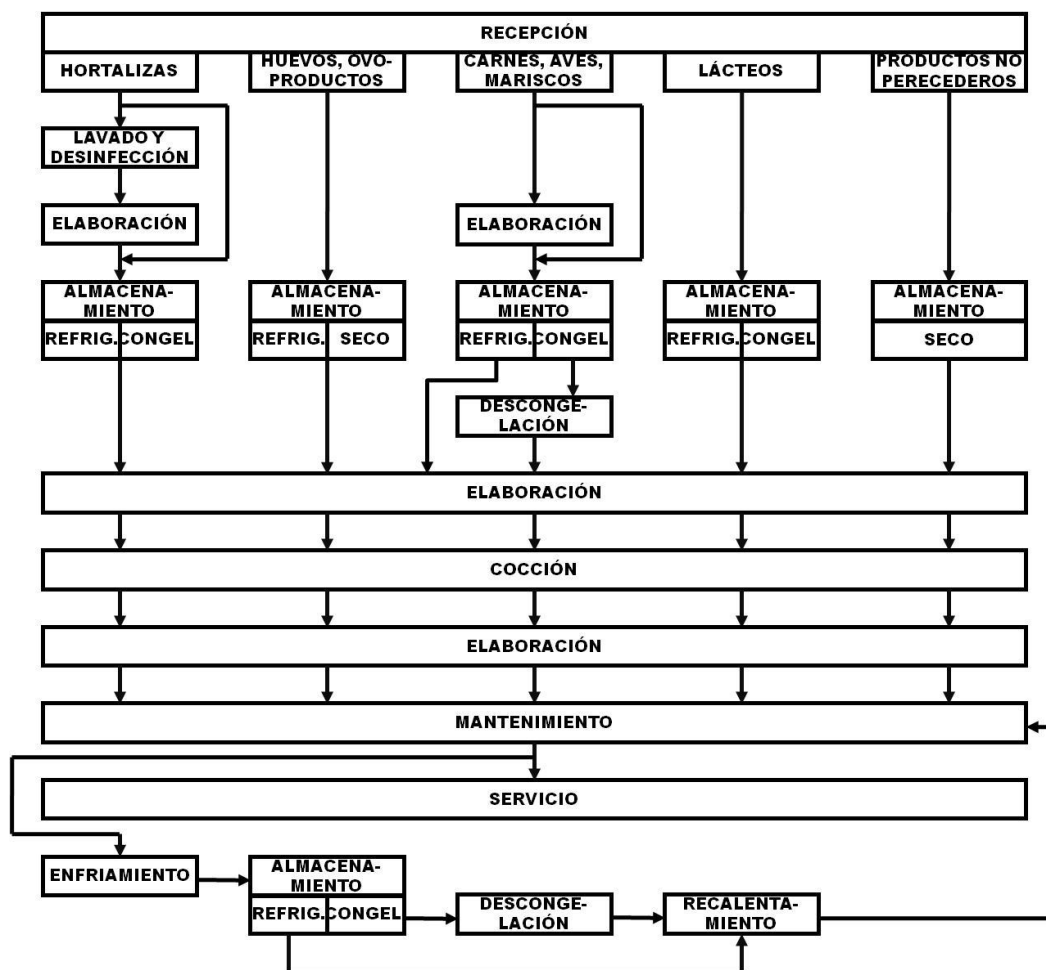 RECEPCIÓN
HORTALIZAS
HUEVOS, OVO-
PRODUCTOS
CARNES, AVES,
MARISCOS
LÁCTEOS
PRODUCTOS NO
PERECEDEROS
LAVADO Y
DESINFECCIÓN
ELABORACIÓN
ELABORACIÓN
ALMACENA-
MIENTO
REFRIG.
CONGEL
ALMACENA-
MIENTO
REFRIG.
SECO
ALMACENA-
MIENTO
REFRIG.
CONGEL
ALMACENA-
MIENTO
REFRIG.
CONGEL
ALMACENA-
MIENTO
SECO
DESCONGE-
LACIÓN
ELABORACIÓN
COCCIÓN
ELABORACIÓN
MANTENIMIENTO
SERVICIO
ENFRIAMIENTO
ALMACENA-
MIENTO
REFRIG.
CONGEL
DESCONGE-
LACIÓN
RECALENTA-
MIENTO